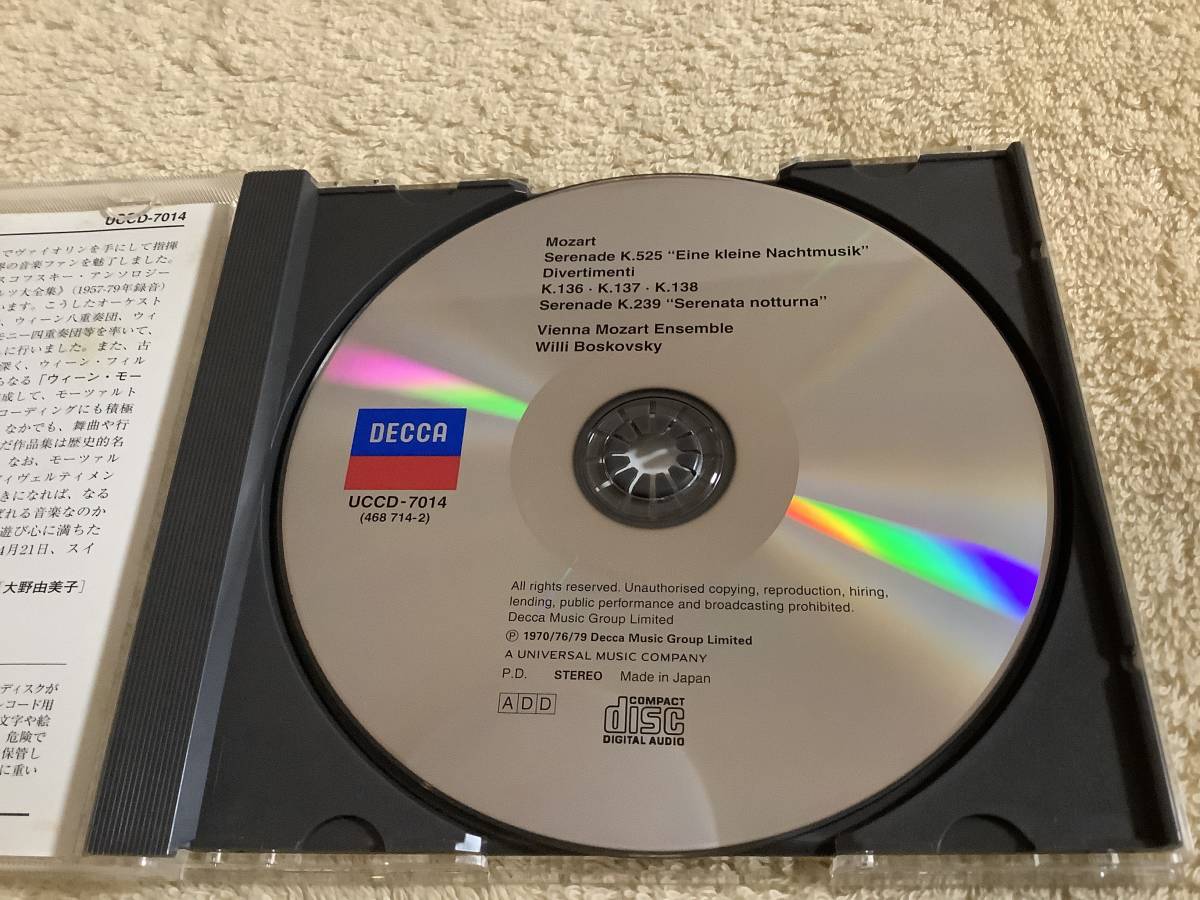 UCCD-7014
でヴァイオリンを手にして指揮
界の音楽ファンを魅了しました。
スコフスキー・アンソロジー
ルツ大全集》(1957-79年録音)
います。こうしたオーケスト
、ウィーン八重奏団、ウィ
モニー四重奏団等を率いて、
に行いました。また、古
深く、ウィーン・フィル
らなる「ウィーン・モー
成して、モーツァルト
コーディングにも積極
なかでも、舞曲や行
だ作品集は歴史的名
なお、モーツァル
ィヴェルティメン
きになれば、なる
ばれる音楽なのか
遊び心に満ちた
4月21日、スイ
大野由美子]
ディスクが
レコード用
文字や絵
危険で
保管し
に重い
Mozart
Serenade K.525 “Eine kleine Nachtmusik”
Divertimenti
K.136 · K.137 · K.138
Serenade K.239 “Serenata notturna”
Vienna Mozart Ensemble
Willi Boskovsky
DECCA
UCCD-7014
(468 714-2)
All rights reserved. Unauthorised copying, reproduction, hiring,
lending, public performance and broadcasting prohibited.
Decca Music Group Limited
℗ 1970/76/79 Decca Music Group Limited
A UNIVERSAL MUSIC COMPANY
P.D. STEREO Made in Japan
ADD
COMPACT
disc
DIGITAL AUDIO